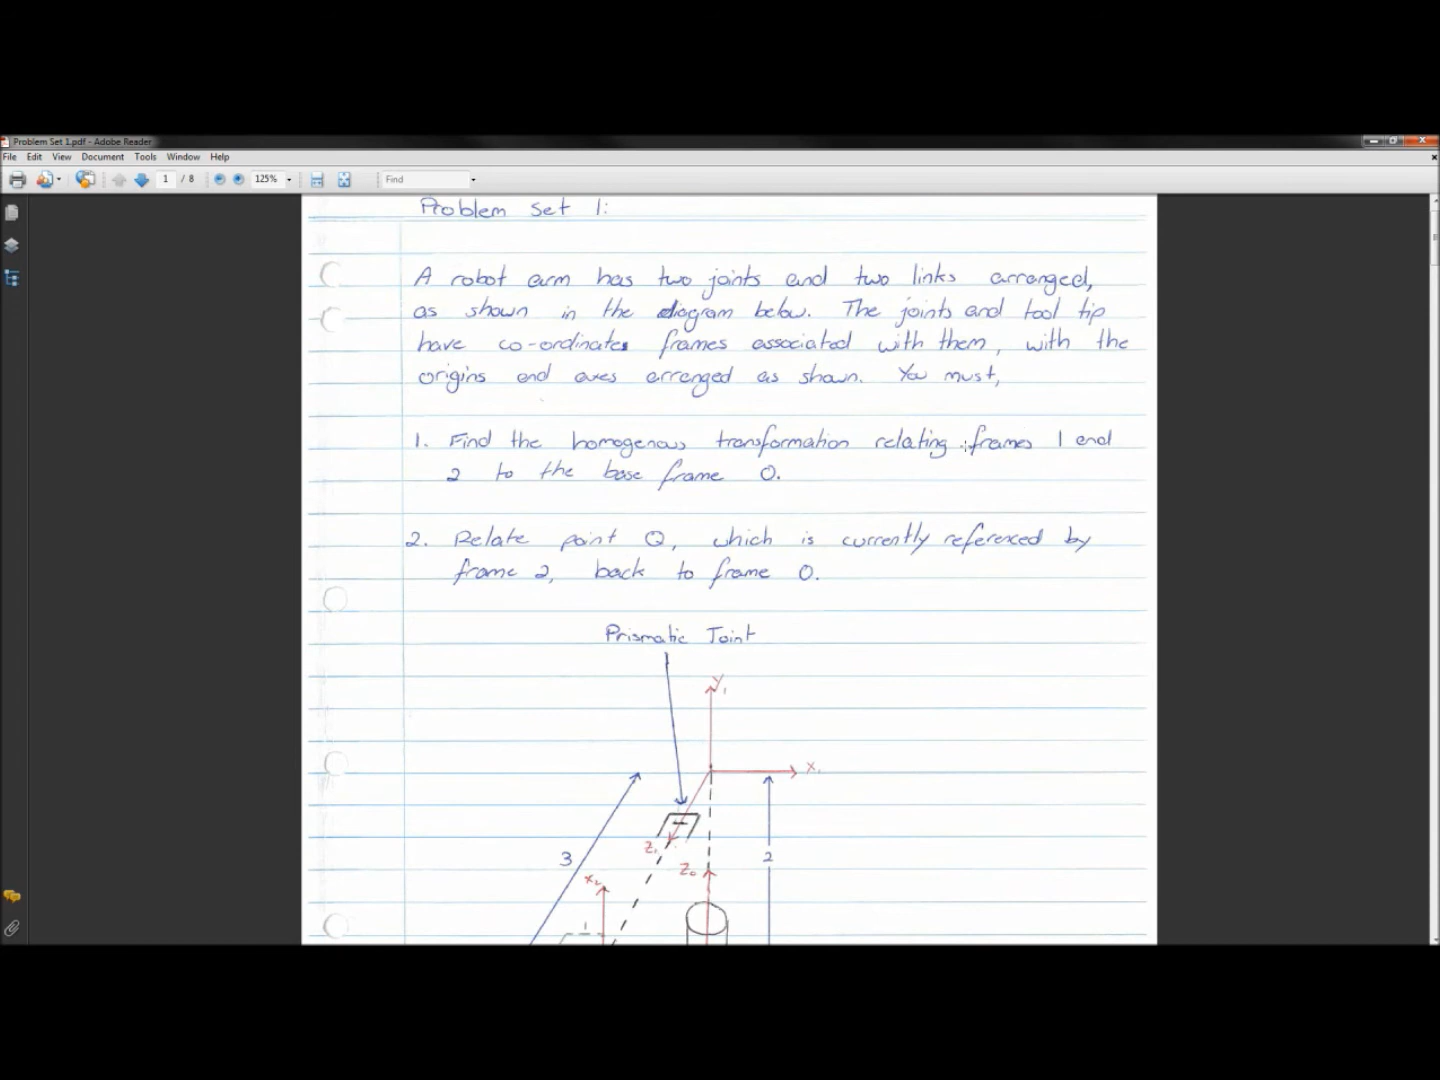 Problem Set 1.pdf - Adobe Reader
File Edit View Document Tools Window Help
1 / 8 125% Find
Problem Set 1:
A robot arm has two joints and two links arranged,
as shown in the diagram below. The joints and tool tip
have co-ordinate frames associated with them, with the
origins and axes arranged as shown. You must,
1. Find the homogenous transformation relating frames 1 and
2 to the base frame 0.
2. Relate point Q, which is currently referenced by
frame 2, back to frame 0.
Prismatic Joint
Y₁
X₁
Z₁
3
2
X₂
Z₀
1